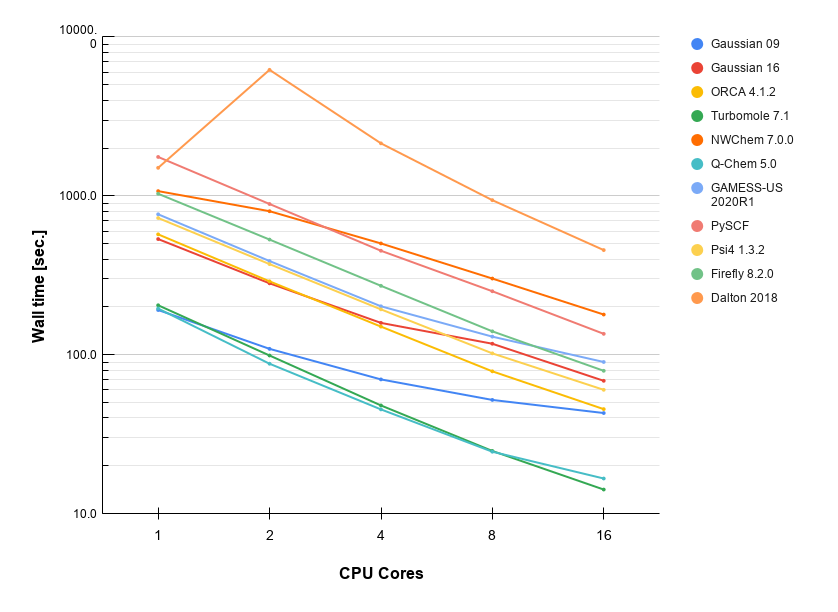 10000.
0
1000.0
100.0
10.0
Wall time [sec.]
1 2 4 8 16
CPU Cores
Gaussian 09
Gaussian 16
ORCA 4.1.2
Turbomole 7.1
NWChem 7.0.0
Q-Chem 5.0
GAMESS-US
2020R1
PySCF
Psi4 1.3.2
Firefly 8.2.0
Dalton 2018